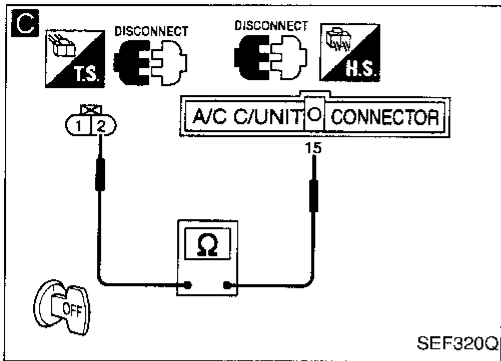 C
DISCONNECT
T.S.
DISCONNECT
H.S.
1 2
A/C C/UNIT O CONNECTOR
15
Ω
OFF
SEF320Q